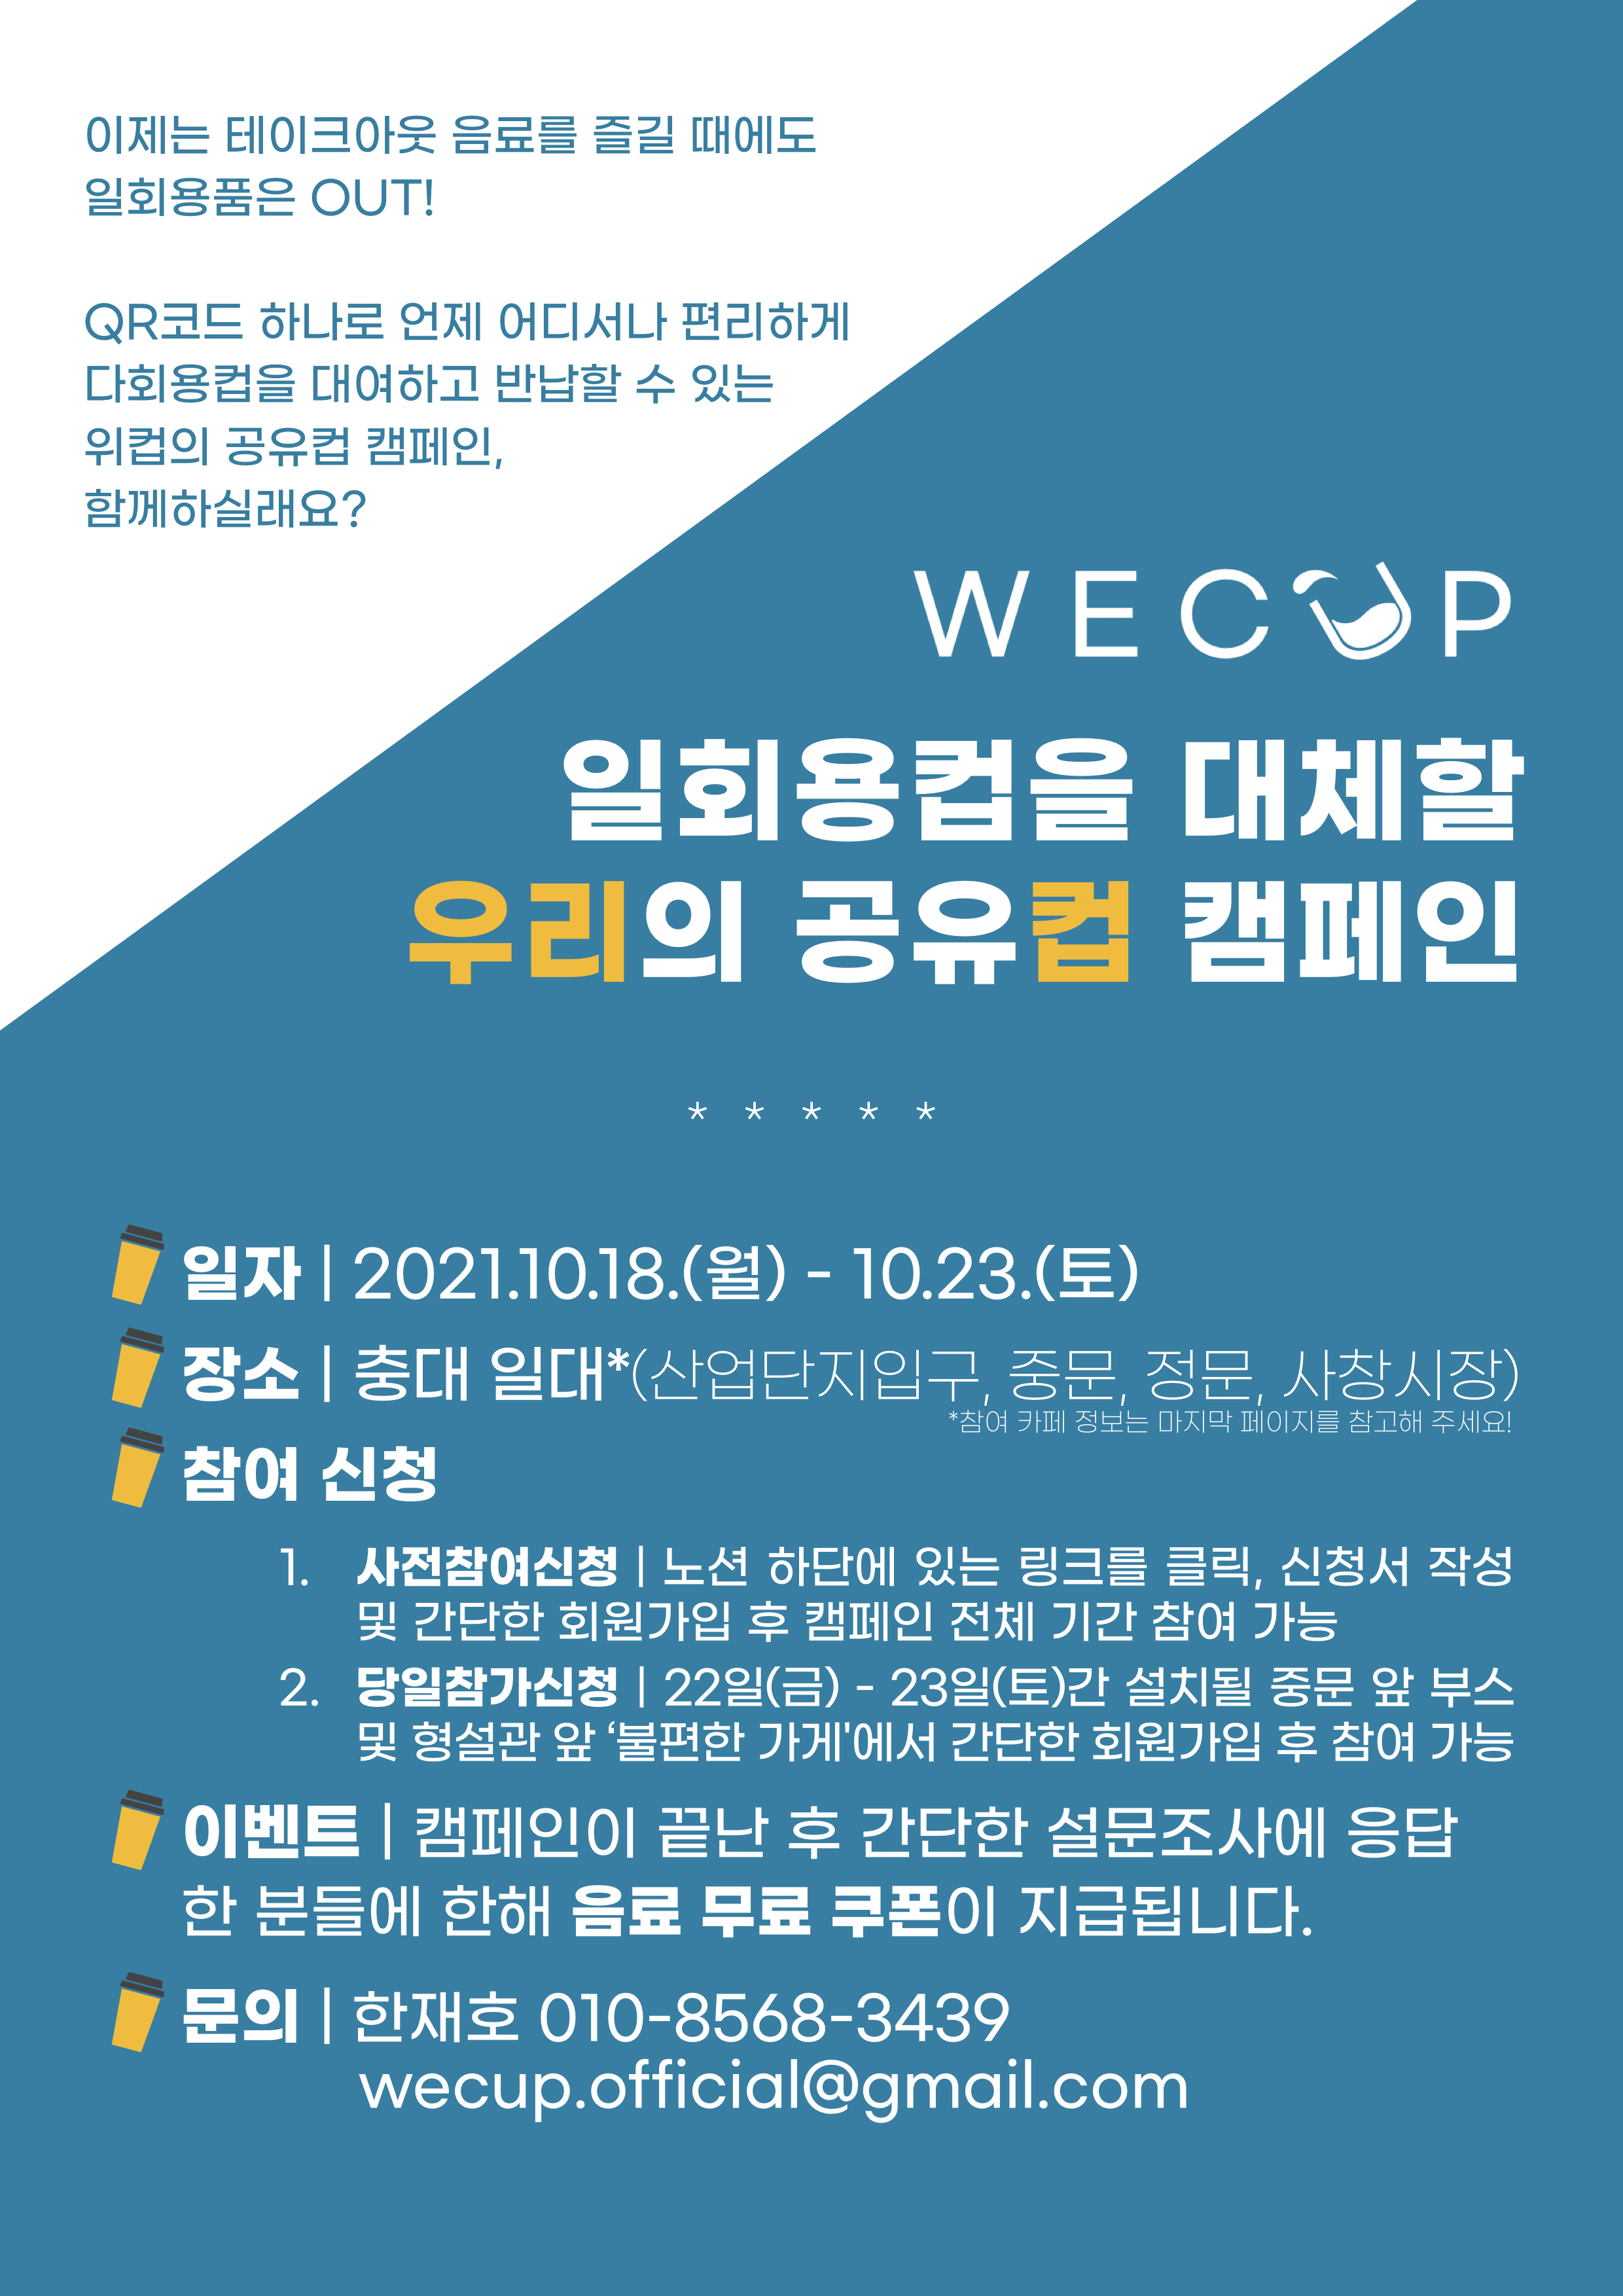 이제는 테이크아웃 음료를 즐길 때에도
일회용품은 OUT!
QR코드 하나로 언제 어디서나 편리하게
다회용컵을 대여하고 반납할 수 있는
위컵의 공유컵 캠페인,
함께하실래요?
WECUP
일회용컵을 대체할
우리의 공유컵 캠페인
* * * * *
일자 | 2021.10.18.(월) - 10.23.(토)
장소 | 충대 일대*(산업단지입구, 중문, 정문, 사창시장)
*참여 카페 정보는 마지막 페이지를 참고해 주세요!
참여 신청
1. 사전참여신청 | 노션 하단에 있는 링크를 클릭, 신청서 작성
및 간단한 회원가입 후 캠페인 전체 기간 참여 가능
2. 당일참가신청 | 22일(금) - 23일(토)간 설치될 중문 앞 부스
및 형설관 앞 ‘불편한 가게'에서 간단한 회원가입 후 참여 가능
이벤트 | 캠페인이 끝난 후 간단한 설문조사에 응답
한 분들에 한해 음료 무료 쿠폰이 지급됩니다.
문의 | 한재호 010-8568-3439
wecup.official@gmail.com